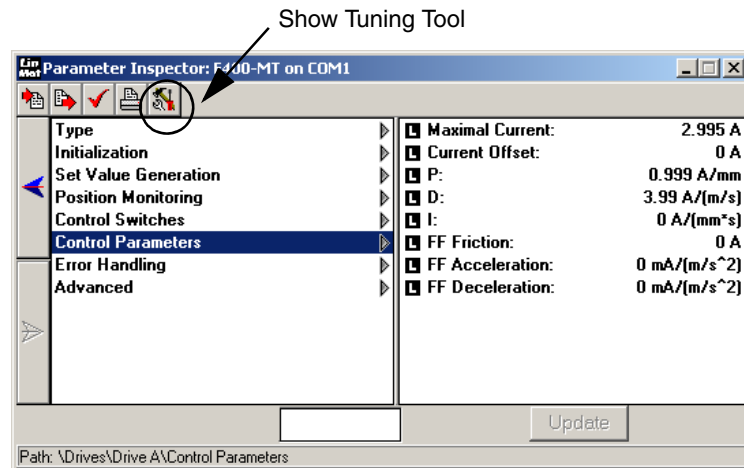 Show Tuning Tool
Lin Mot Parameter Inspector: E400-MT on COM1
Type
Initialization
Set Value Generation
Position Monitoring
Control Switches
Control Parameters
Error Handling
Advanced
L Maximal Current: 2.995 A
L Current Offset: 0 A
L P: 0.999 A/mm
L D: 3.99 A/(m/s)
L I: 0 A/(mm*s)
L FF Friction: 0 A
L FF Acceleration: 0 mA/(m/s^2)
L FF Deceleration: 0 mA/(m/s^2)
Update
Path: \Drives\Drive A\Control Parameters